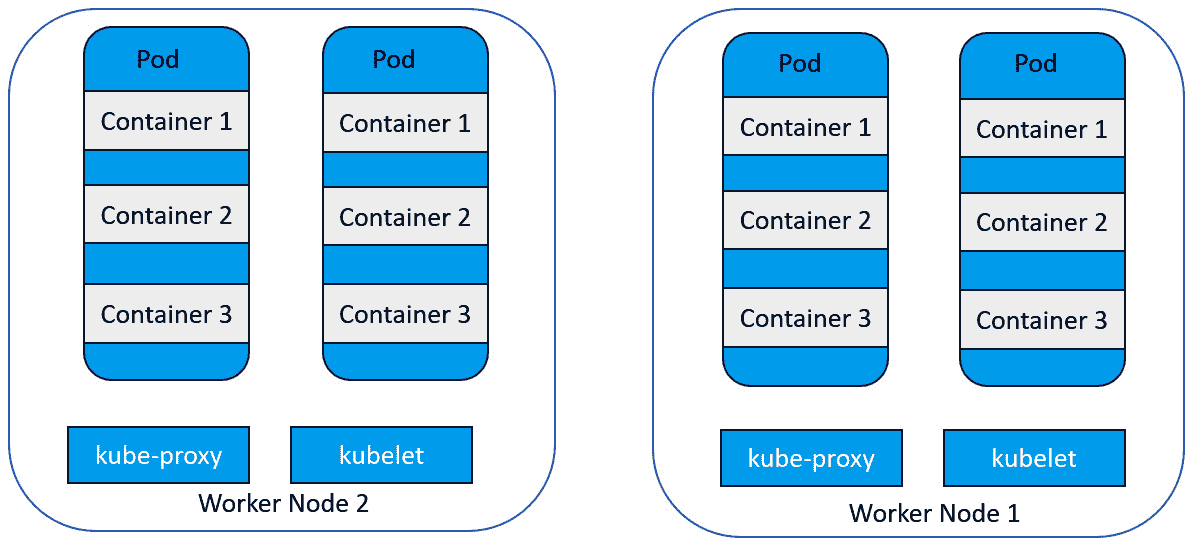 Pod
Container 1
Container 2
Container 3
Pod
Container 1
Container 2
Container 3
kube-proxy
kubelet
Worker Node 2
Pod
Container 1
Container 2
Container 3
Pod
Container 1
Container 2
Container 3
kube-proxy
kubelet
Worker Node 1